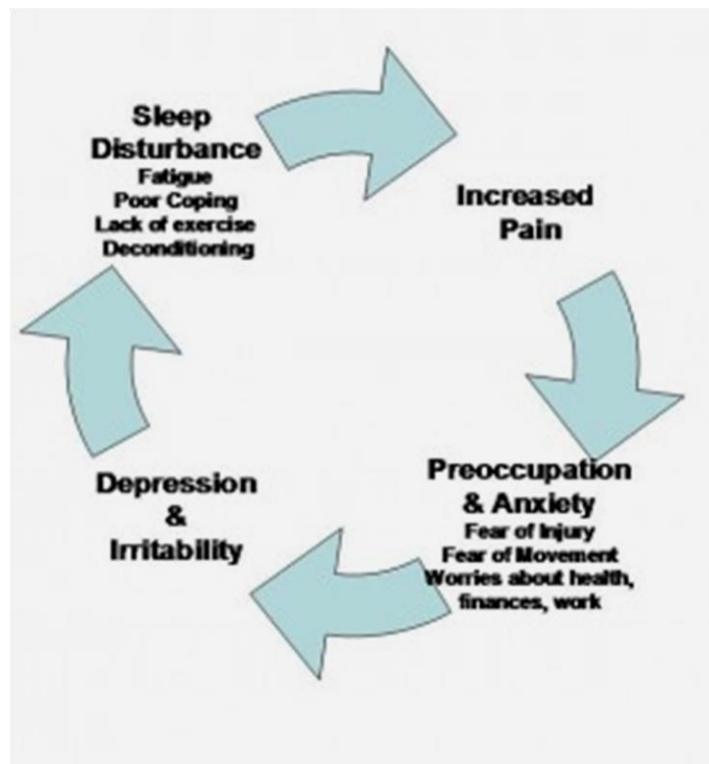 Sleep
Disturbance
Fatigue
Poor Coping
Lack of exercise
Deconditioning
Increased
Pain
Preoccupation
& Anxiety
Fear of Injury
Fear of Movement
Worries about health,
finances, work
Depression
&
Irritability